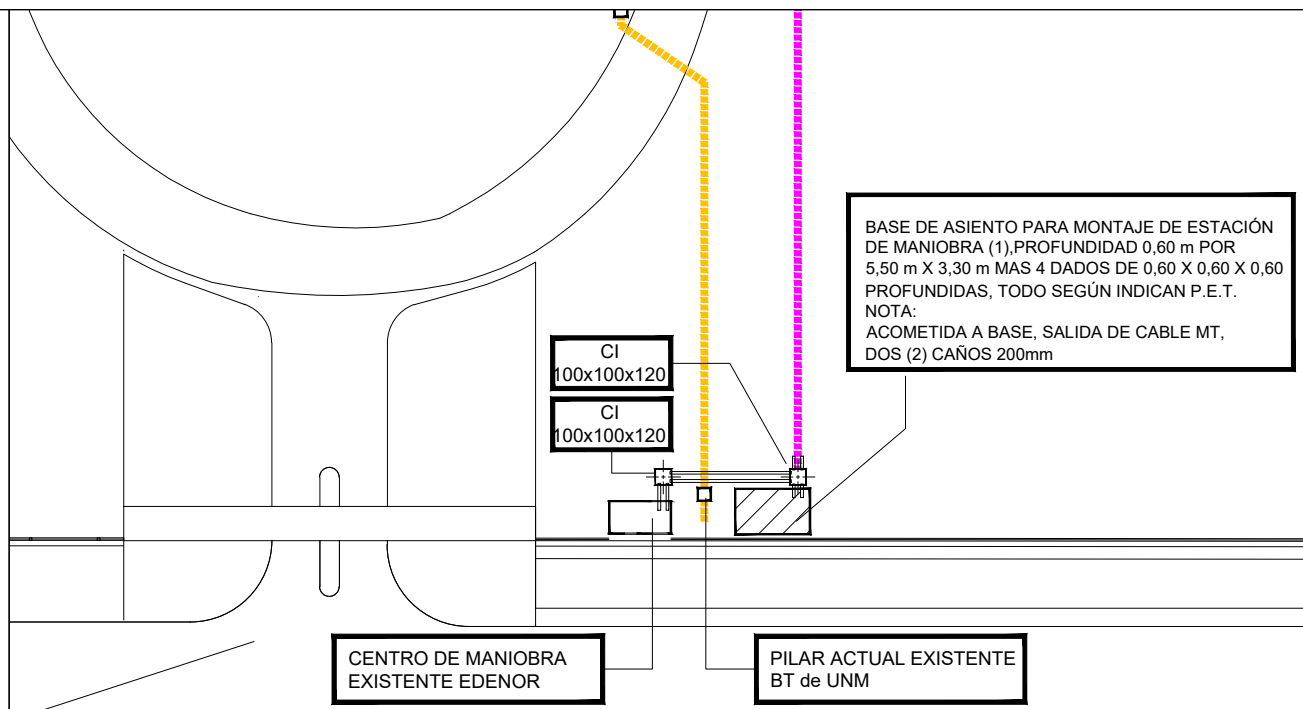 BASE DE ASIENTO PARA MONTAJE DE ESTACIÓN
DE MANIOBRA (1),PROFUNDIDAD 0,60 m POR
5,50 m X 3,30 m MAS 4 DADOS DE 0,60 X 0,60 X 0,60
PROFUNDIDAS, TODO SEGÚN INDICAN P.E.T.
NOTA:
ACOMETIDA A BASE, SALIDA DE CABLE MT,
DOS (2) CAÑOS 200mm
CI
100x100x120
CI
100x100x120
CENTRO DE MANIOBRA
EXISTENTE EDENOR
PILAR ACTUAL EXISTENTE
BT de UNM